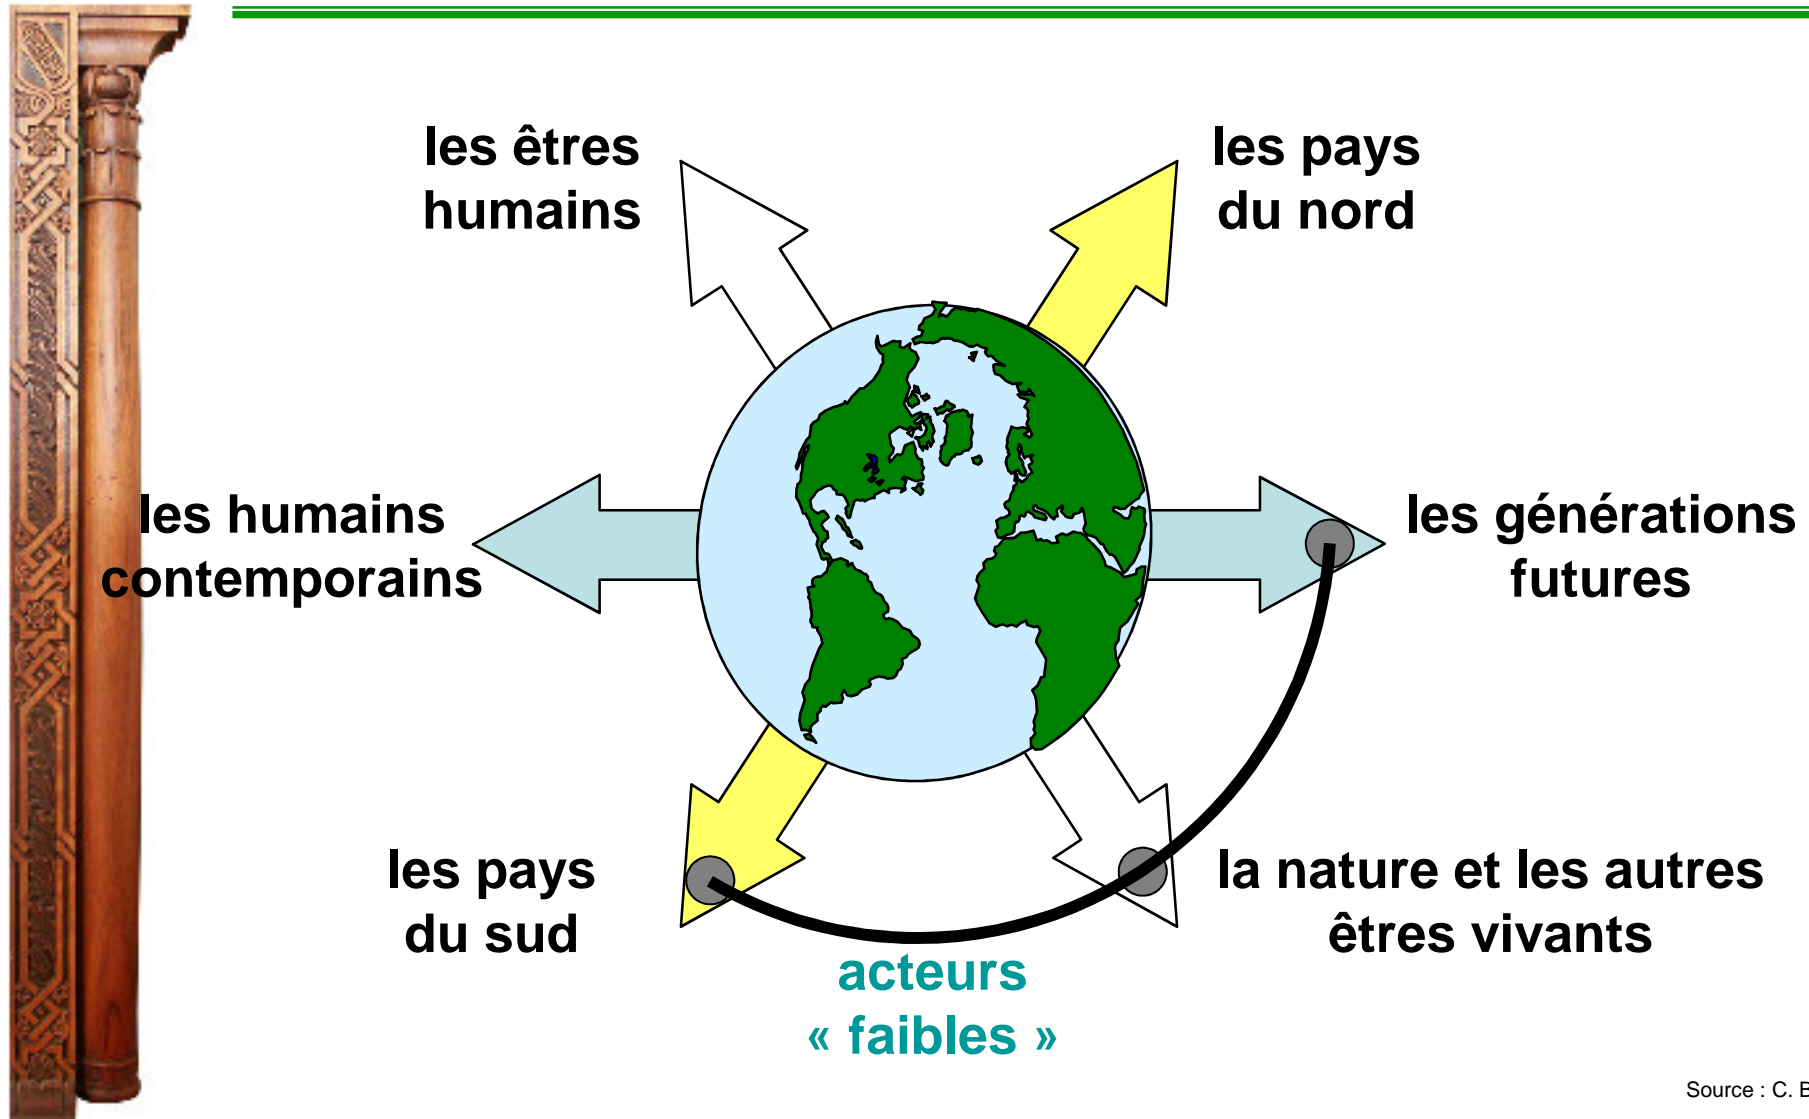 les êtres
humains
les pays
du nord
les humains
contemporains
les générations
futures
les pays
du sud
la nature et les autres
êtres vivants
acteurs
« faibles »
Source : C. B